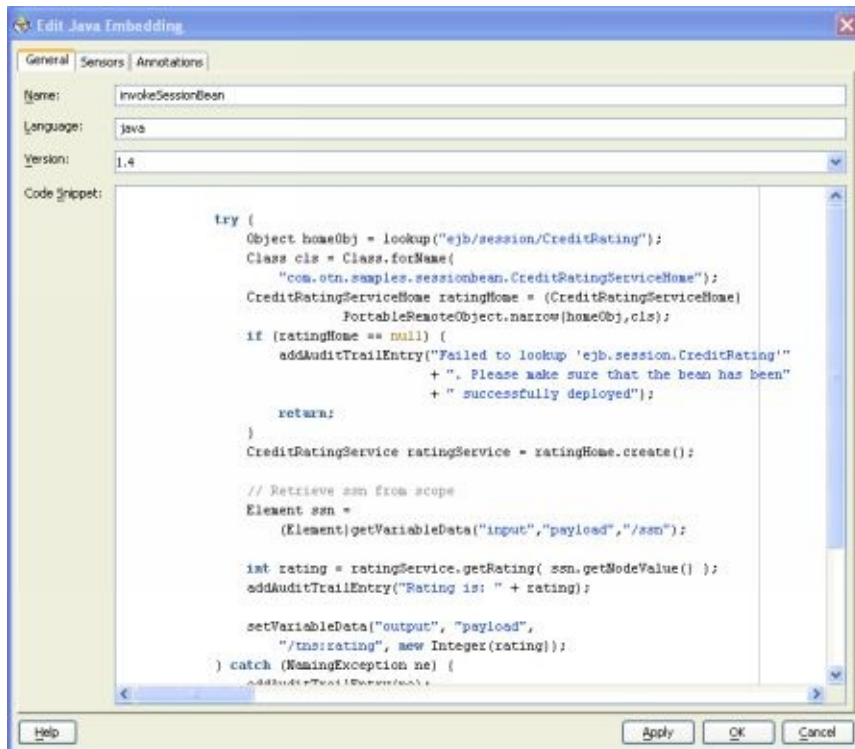 Edit Java Embedding
General Sensors Annotations
Name: invokeSessionBean
Language: java
Version: 1.4
Code Snippet:
try {
Object homeObj = lookup("ejb/session/CreditRating");
Class cls = Class.forName(
"com.otn.samples.sessionbean.CreditRatingServiceHome");
CreditRatingServiceHome ratingHome = (CreditRatingServiceHome)
PortableRemoteObject.narrow(homeObj,cls);
if (ratingHome == null) {
addAuditTrailEntry("Failed to lookup 'ejb.session.CreditRating'"
+ ". Please make sure that the bean has been"
+ " successfully deployed");
return;
}
CreditRatingService ratingService = ratingHome.create();
// Retrieve ssn from scope
Element ssn =
(Element)getVariableData("input","payload","/ssn");
int rating = ratingService.getRating( ssn.getNodeValue() );
addAuditTrailEntry("Rating is: " + rating);
setVariableData("output", "payload",
"/tns:rating", new Integer(rating));
} catch (NamingException ne) {
addAuditTrailEntry(ne);
Help Apply OK Cancel